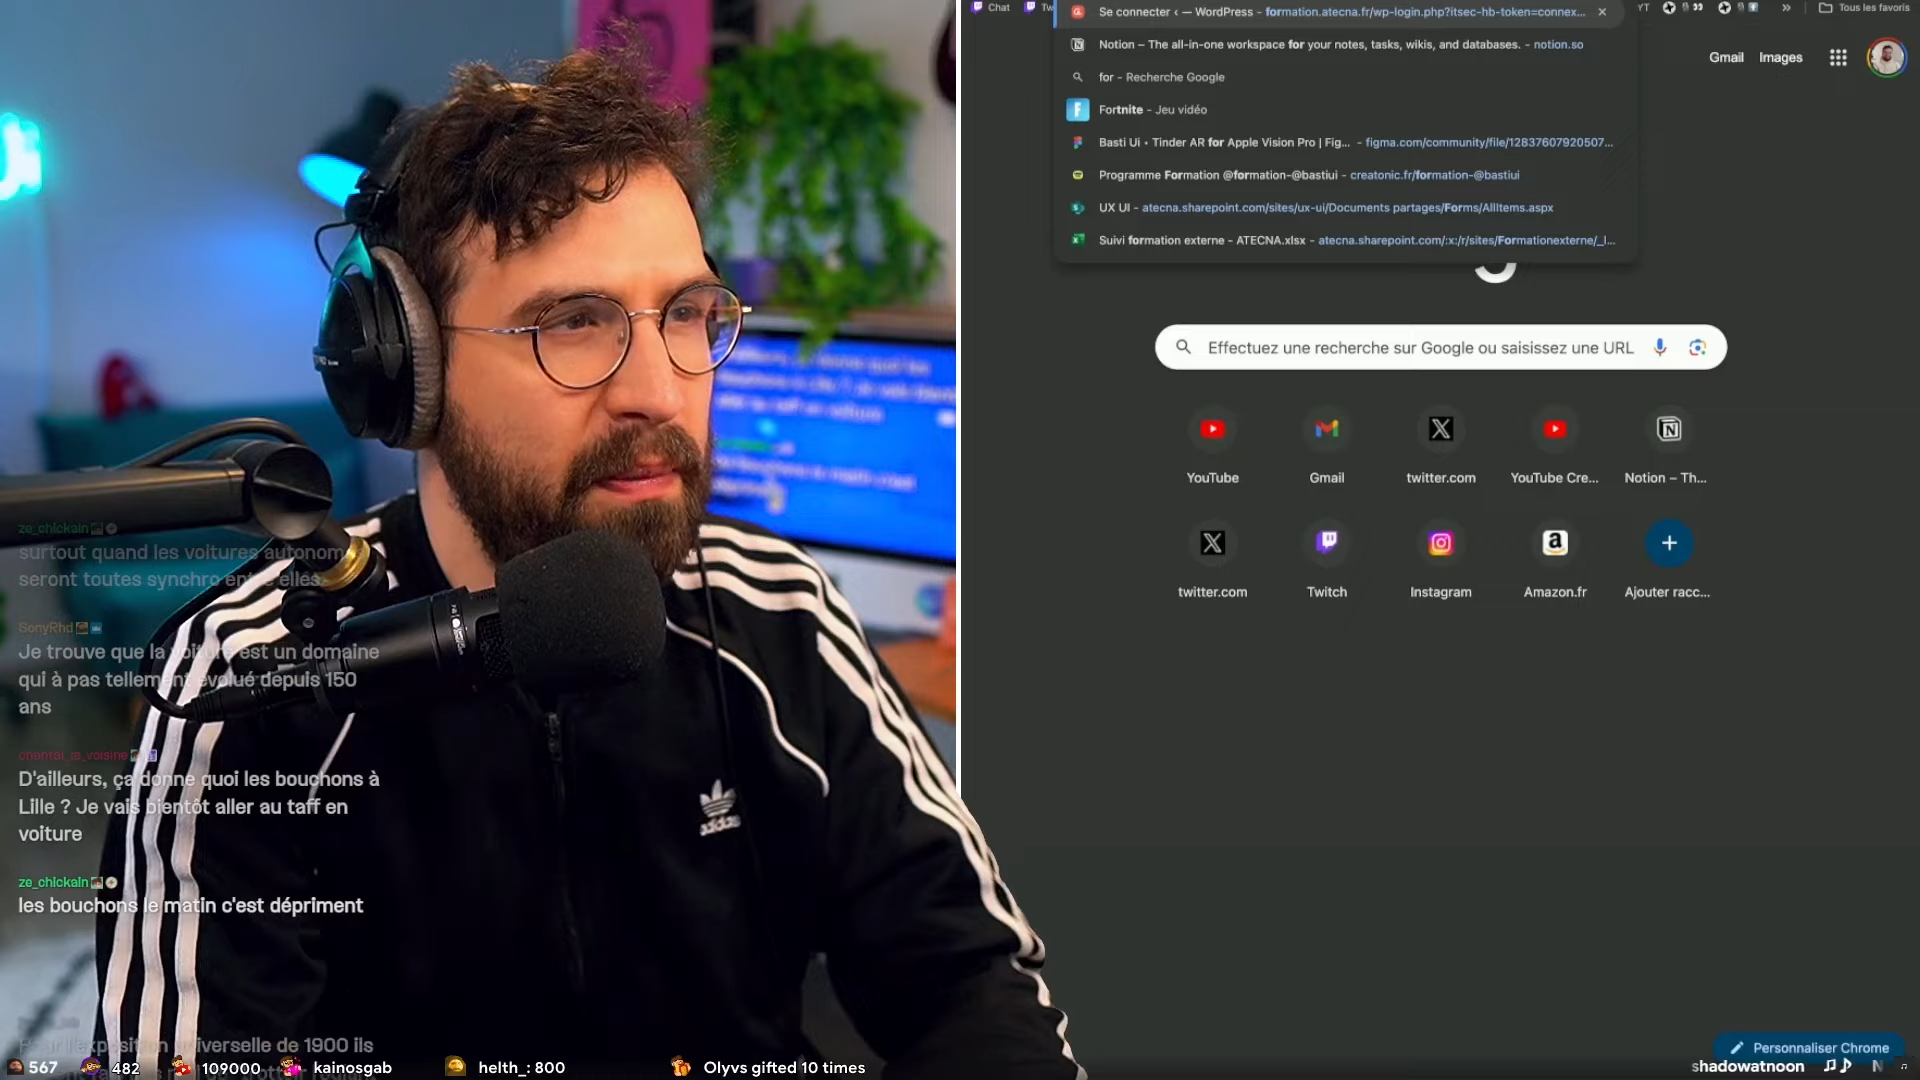 Chat
Se connecter ‹ — WordPress - formation.atecna.fr/wp-login.php?itsec-hb-token=connex...
YT
Tous les favoris
Notion – The all-in-one workspace for your notes, tasks, wikis, and databases. - notion.so
for - Recherche Google
Fortnite - Jeu vidéo
Basti Ui • Tinder AR for Apple Vision Pro | Fig... - figma.com/community/file/12837607920507...
Programme Formation @formation-@bastiui - creatonic.fr/formation-@bastiui
UX UI - atecna.sharepoint.com/sites/ux-ui/Documents partages/Forms/AllItems.aspx
Suivi formation externe - ATECNA.xlsx - atecna.sharepoint.com/:x:/r/sites/Formationexterne/_l...
Gmail
Images
Effectuez une recherche sur Google ou saisissez une URL
YouTube
Gmail
twitter.com
YouTube Cre...
Notion – Th...
twitter.com
Twitch
Instagram
Amazon.fr
Ajouter racc...
Personnaliser Chrome
shadowatnoon
ze_chickain
surtout quand les voitures autonom
seront toutes synchro entre elles
SonyRhd
Je trouve que la voiture est un domaine
qui à pas tellement évolué depuis 150
ans
chantal_la_voisine
D'ailleurs, ça donne quoi les bouchons à
Lille ? Je vais bientôt aller au taff en
voiture
ze_chickain
les bouchons le matin c'est dépriment
l'exposition universelle de 1900 ils
567
482
109000
kainosgab
helth_: 800
Olyvs gifted 10 times
adidas